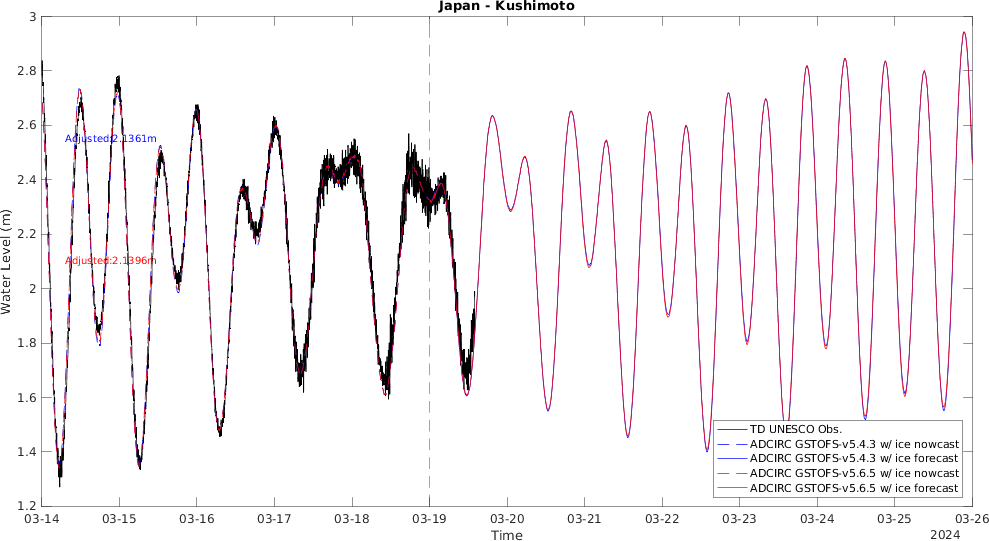 Japan - Kushimoto
3
2.8
2.6
2.4
2.2
2
1.8
1.6
1.4
1.2
Water Level (m)
Adjusted:2.1361m
Adjusted:2.1396m
TD UNESCO Obs.
ADCIRC GSTOFS-v5.4.3 w/ ice nowcast
ADCIRC GSTOFS-v5.4.3 w/ ice forecast
ADCIRC GSTOFS-v5.6.5 w/ ice nowcast
ADCIRC GSTOFS-v5.6.5 w/ ice forecast
03-14 03-15 03-16 03-17 03-18 03-19 03-20 03-21 03-22 03-23 03-24 03-25 03-26
Time
2024